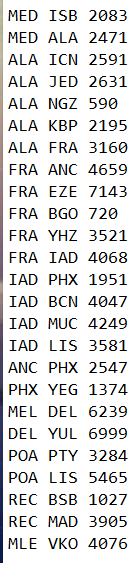 MED ISB 2083
MED ALA 2471
ALA ICN 2591
ALA JED 2631
ALA NGZ 590
ALA KBP 2195
ALA FRA 3160
FRA ANC 4659
FRA EZE 7143
FRA BGO 720
FRA YHZ 3521
FRA IAD 4068
IAD PHX 1951
IAD BCN 4047
IAD MUC 4249
IAD LIS 3581
ANC PHX 2547
PHX YEG 1374
MEL DEL 6239
DEL YUL 6999
POA PTY 3284
POA LIS 5465
REC BSB 1027
REC MAD 3905
MLE VKO 4076